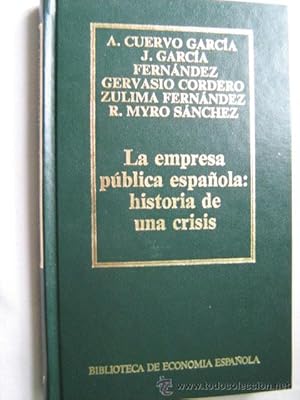 A. CUERVO GARCÍA
J. GARCÍA
FERNÁNDEZ
GERVASIO CORDERO
ZULIMA FERNÁNDEZ
R. MYRO SÁNCHEZ
La empresa
pública española:
historia de
una crisis
BIBLIOTECA DE ECONOMIA ESPAÑOLA
www.todocoleccion.net